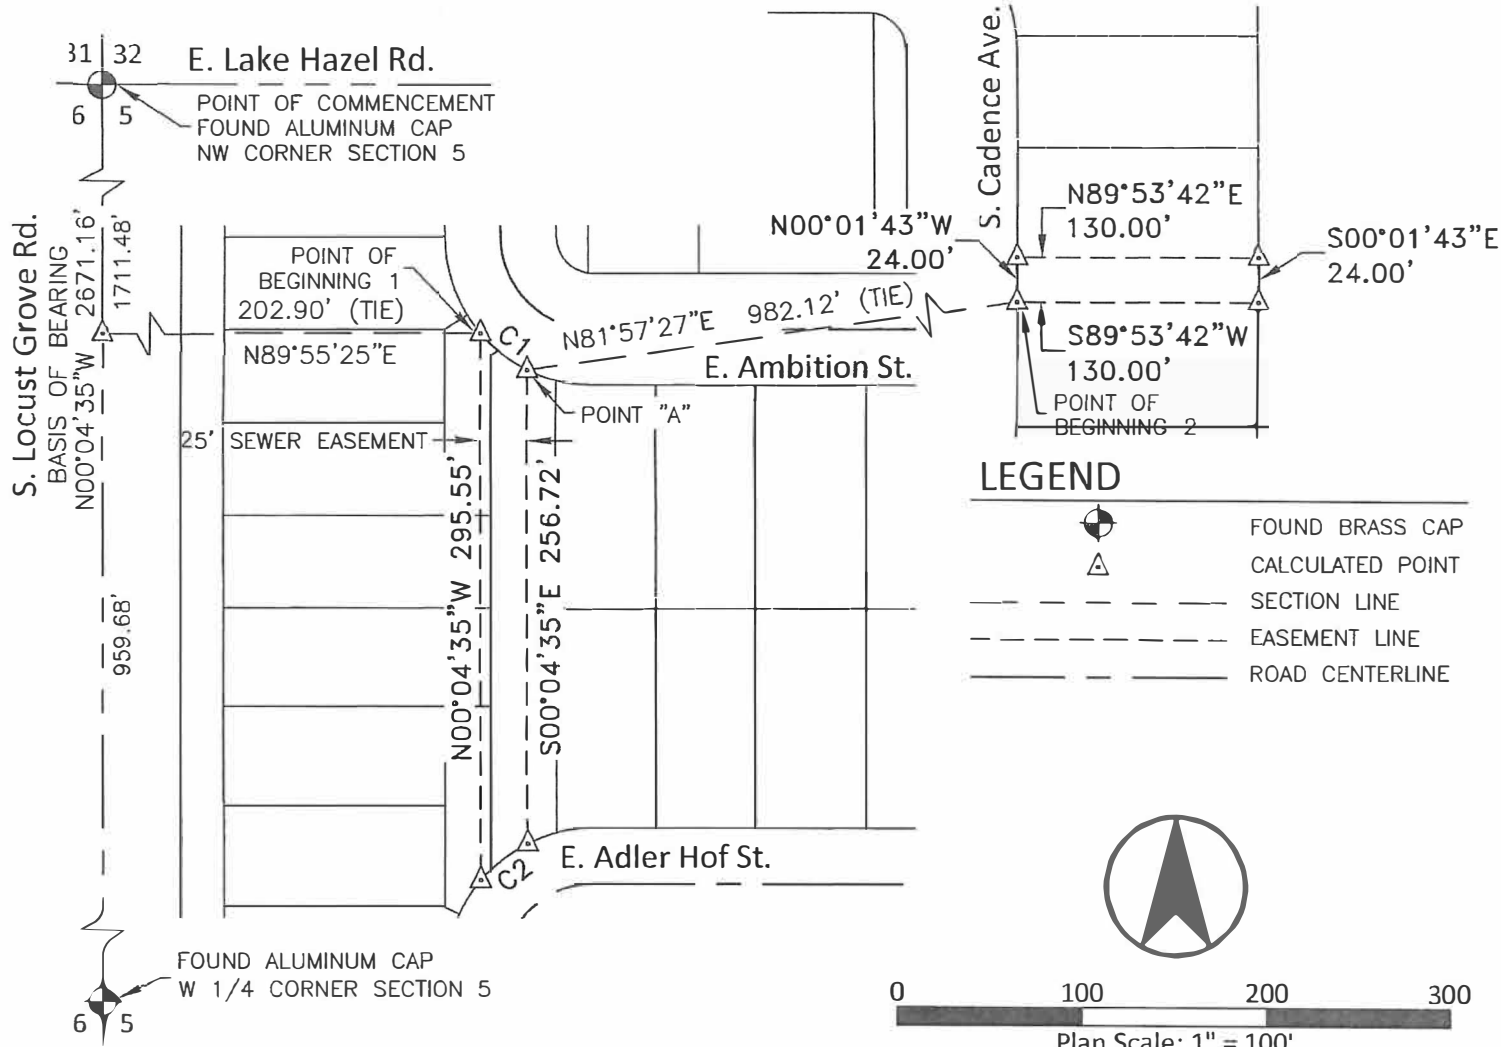 31 32
E. Lake Hazel Rd.
6 5
POINT OF COMMENCEMENT
FOUND ALUMINUM CAP
NW CORNER SECTION 5
S. Locust Grove Rd.
BASIS OF BEARING
N00°04'35"W 2671.16'
1711.48'
959.68'
POINT OF
BEGINNING 1
202.90' (TIE)
N89°55'25"E
C1
N81°57'27"E 982.12' (TIE)
E. Ambition St.
POINT "A"
25' SEWER EASEMENT
N00°04'35"W 295.55'
S00°04'35"E 256.72'
C2
E. Adler Hof St.
FOUND ALUMINUM CAP
W 1/4 CORNER SECTION 5
6 5
S. Cadence Ave.
N00°01'43"W
24.00'
N89°53'42"E
130.00'
S00°01'43"E
24.00'
S89°53'42"W
130.00'
POINT OF
BEGINNING 2
LEGEND
FOUND BRASS CAP
CALCULATED POINT
SECTION LINE
EASEMENT LINE
ROAD CENTERLINE
0 100 200 300
Plan Scale: 1" = 100'